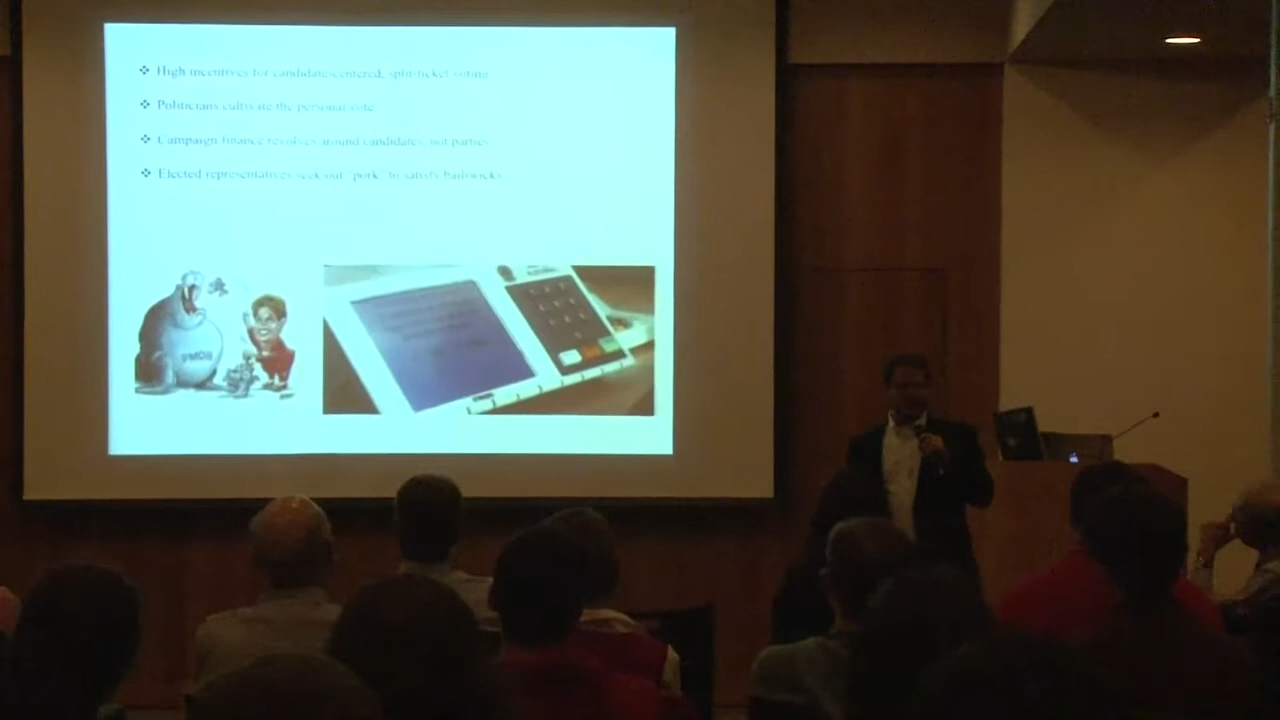 ❖ High incentives for candidate-centered, split-ticket voting
❖ Politicians cultivate the personal vote
❖ Campaign finance revolves around candidates, not parties
❖ Elected representatives seek out "pork" to satisfy bailiwicks
PMDB